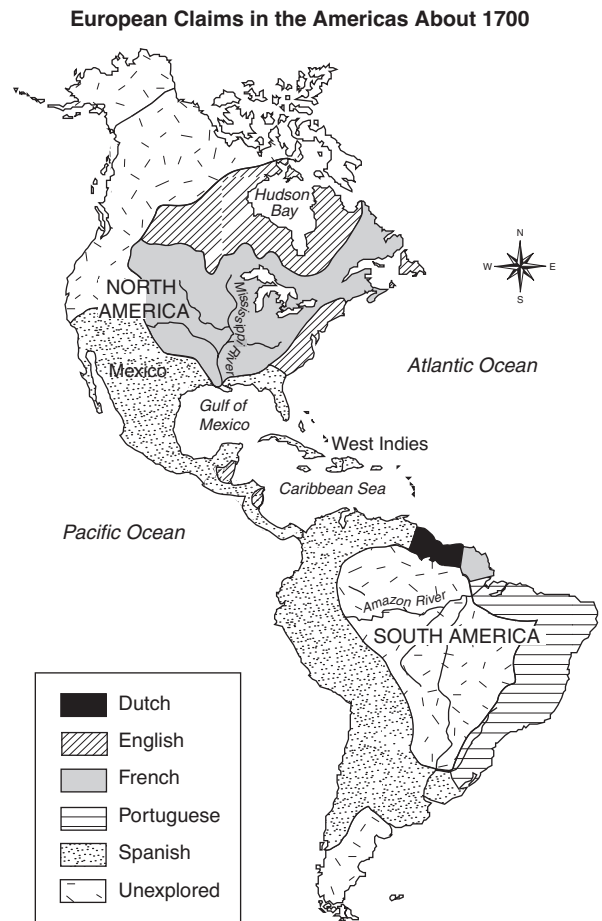 European Claims in the Americas About 1700
Hudson
Bay
N
W
E
S
NORTH
AMERICA
Mississippi River
Mexico
Atlantic Ocean
Gulf of
Mexico
West Indies
Caribbean Sea
Pacific Ocean
Amazon River
SOUTH AMERICA
Dutch
English
French
Portuguese
Spanish
Unexplored